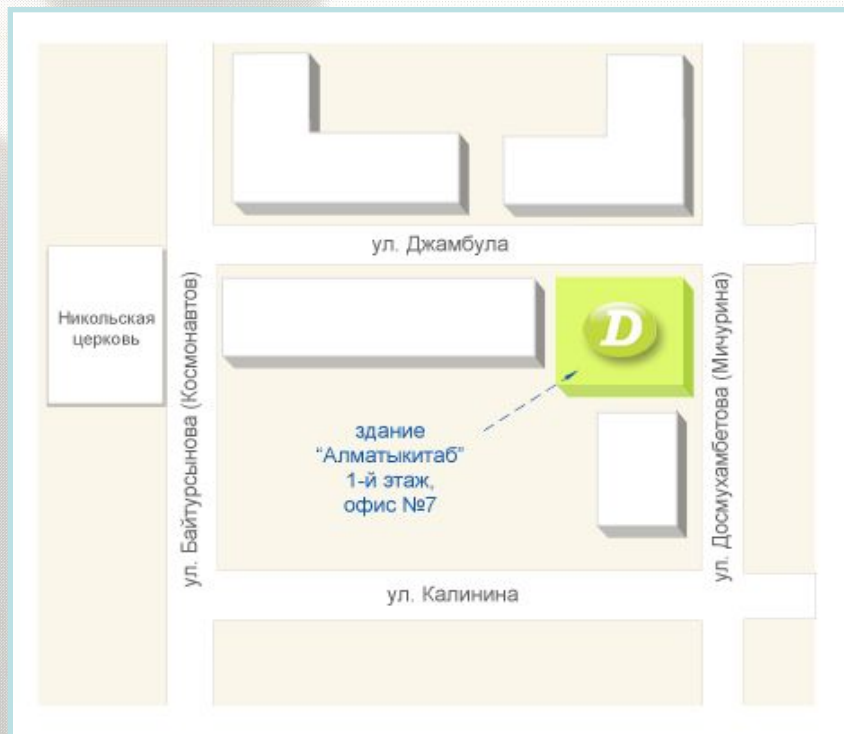 ул. Джамбула
Никольская
церковь
ул. Байтурсынова (Космонавтов)
D
ул. Досмухамбетова (Мичурина)
здание
“Алматыкитаб”
1-й этаж,
офис №7
ул. Калинина